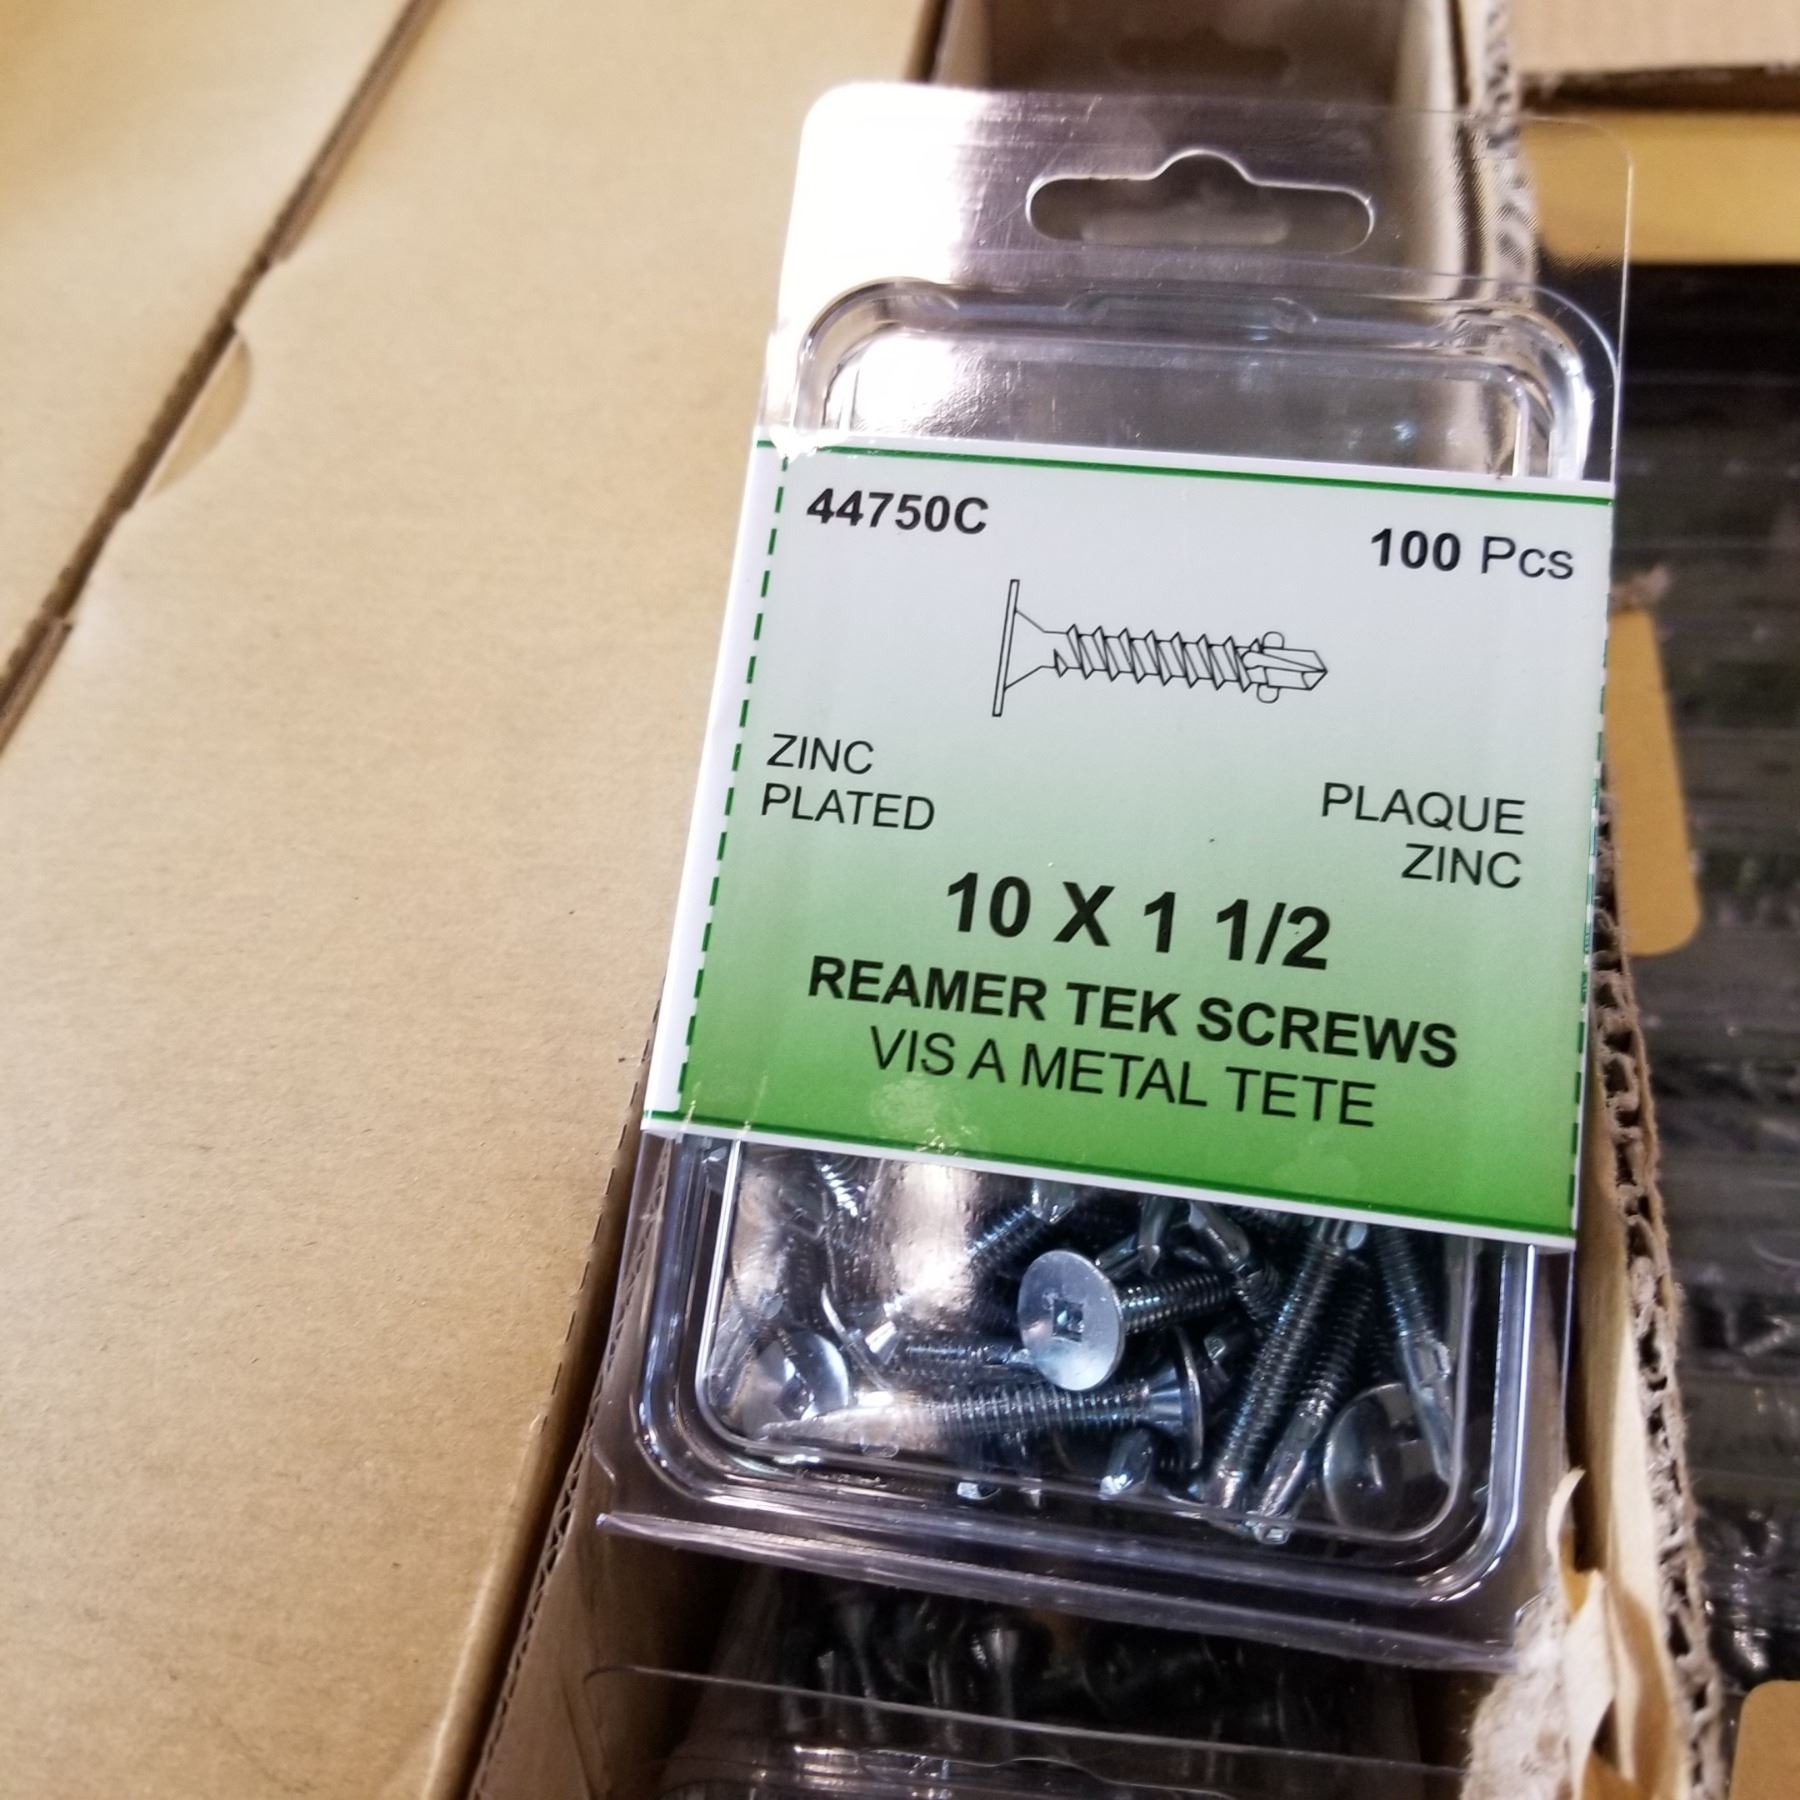 44750C
100 Pcs
ZINC
PLATED
PLAQUE
ZINC
10 X 1 1/2
REAMER TEK SCREWS
VIS A METAL TETE